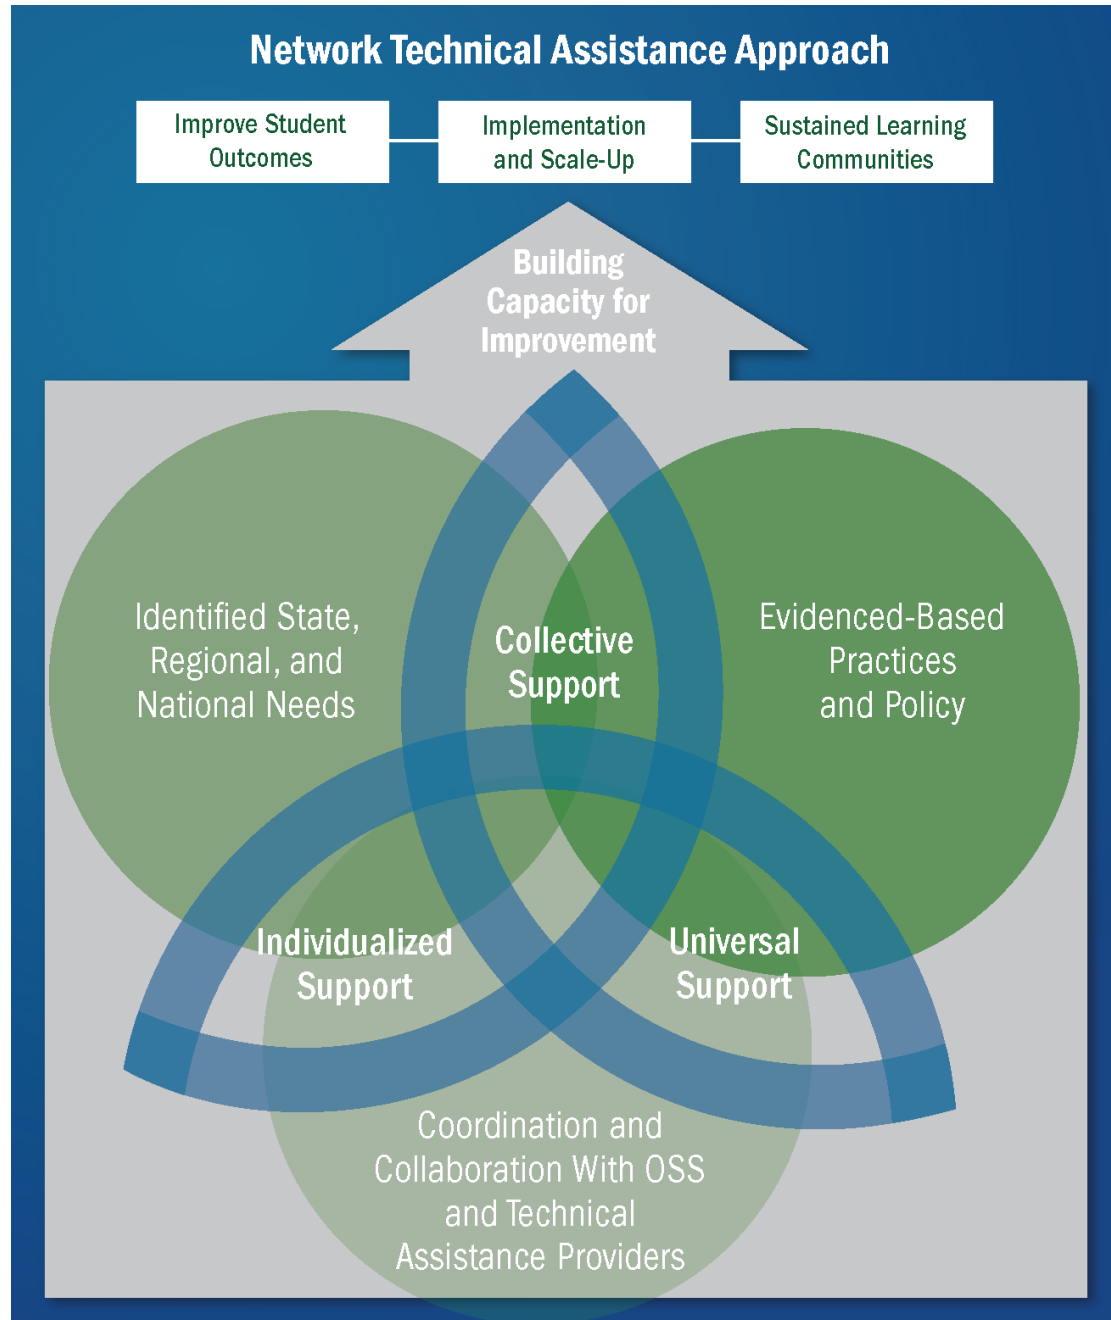 Network Technical Assistance Approach
Improve Student
Outcomes
Implementation
and Scale-Up
Sustained Learning
Communities
Building
Capacity for
Improvement
Identified State,
Regional, and
National Needs
Collective
Support
Evidenced-Based
Practices
and Policy
Individualized
Support
Universal
Support
Coordination and
Collaboration With OSS
and Technical
Assistance Providers